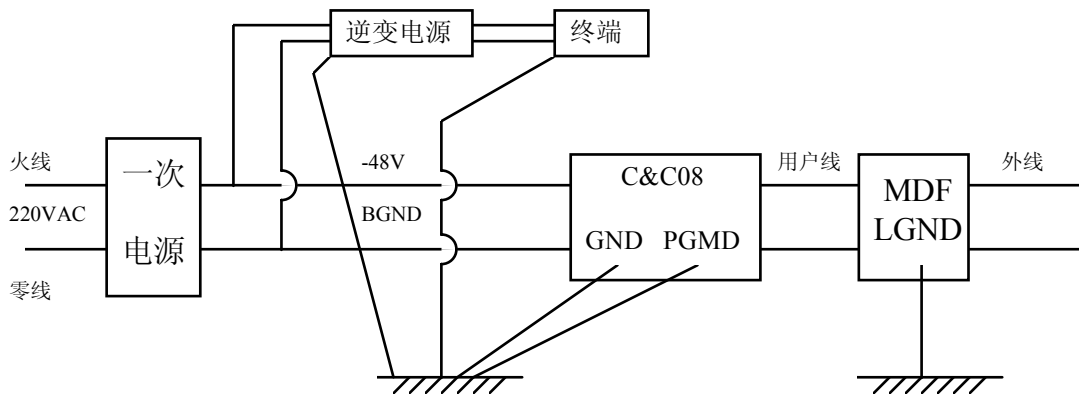 逆变电源
终端
火线
一次
-48V
C&C08
用户线
MDF
外线
220VAC
BGND
LGND
电源
GND
PGMD
零线